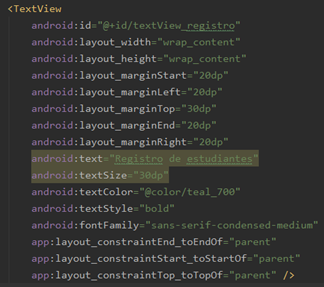 <TextView
android:id="@+id/textView_registro"
android:layout_width="wrap_content"
android:layout_height="wrap_content"
android:layout_marginStart="20dp"
android:layout_marginLeft="20dp"
android:layout_marginTop="30dp"
android:layout_marginEnd="20dp"
android:layout_marginRight="20dp"
android:text="Registro de estudiantes"
android:textSize="30dp"
android:textColor="@color/teal_700"
android:textStyle="bold"
android:fontFamily="sans-serif-condensed-medium"
app:layout_constraintEnd_toEndOf="parent"
app:layout_constraintStart_toStartOf="parent"
app:layout_constraintTop_toTopOf="parent" />